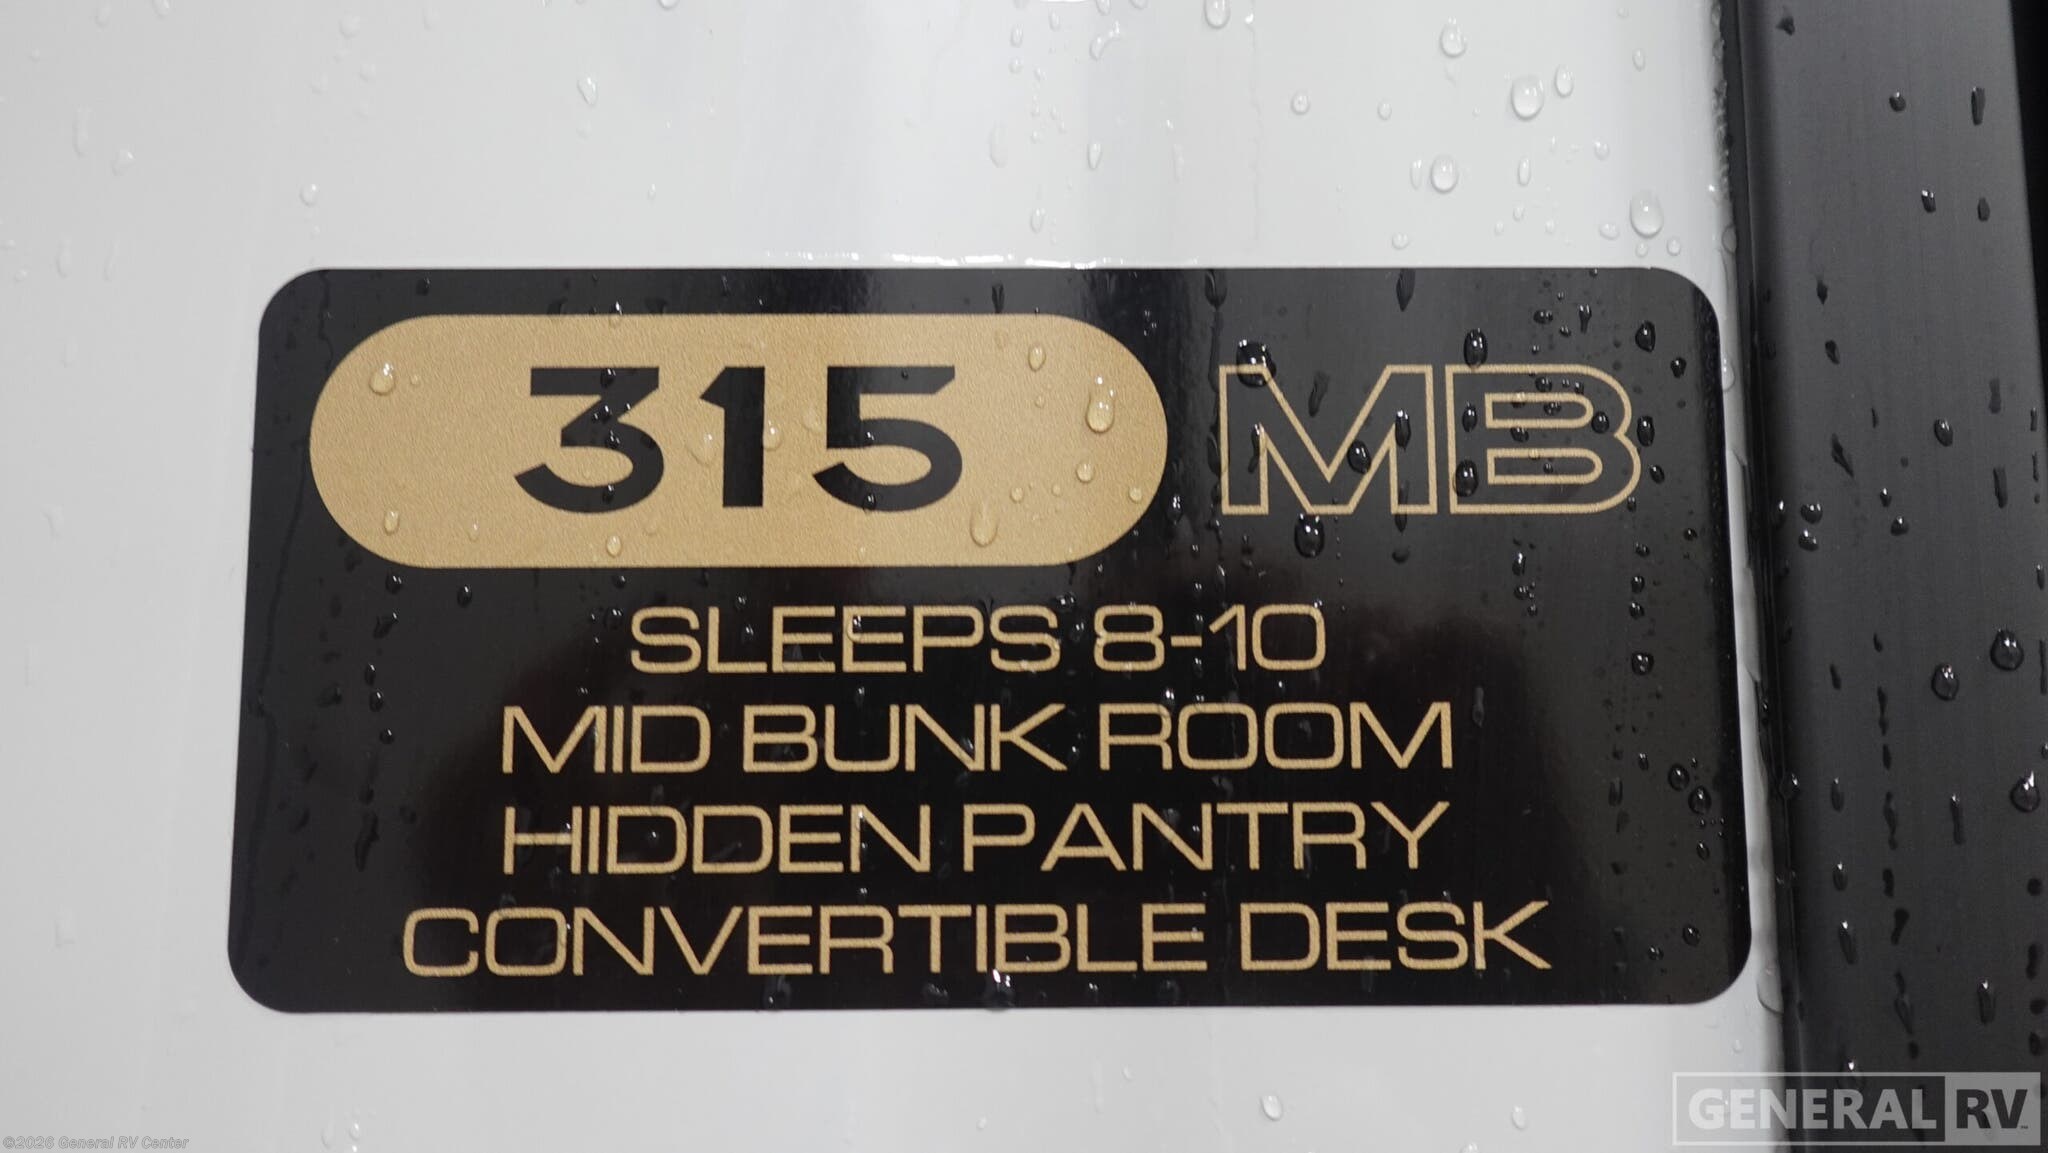 315 MB
SLEEPS 8-10
MID BUNK ROOM
HIDDEN PANTRY
CONVERTIBLE DESK
GENERAL RV
©2026 General RV Center